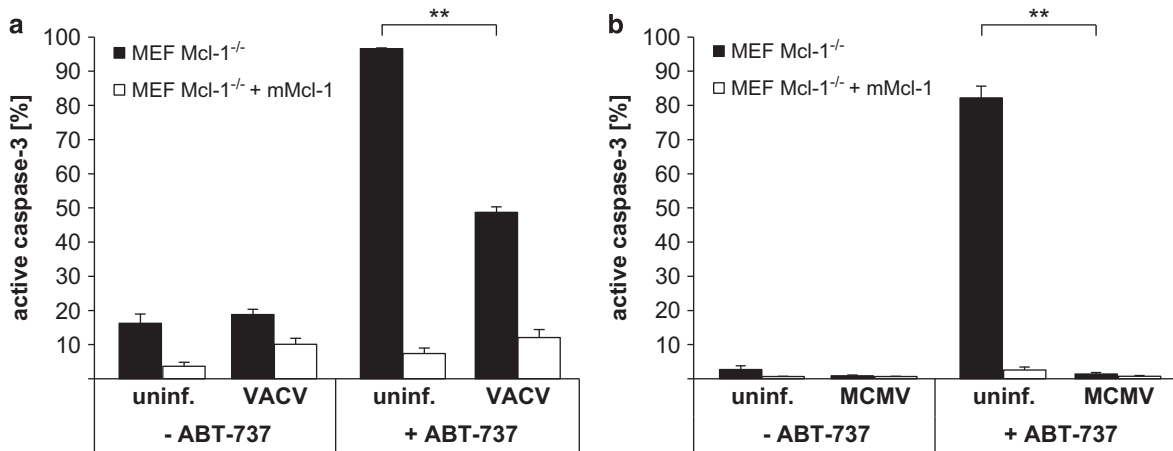 a
**
active caspase-3 [%]
100
90
80
70
60
50
40
30
20
10
MEF Mcl-1-/-
MEF Mcl-1-/- + mMcl-1
uninf. VACV uninf. VACV
- ABT-737 + ABT-737
b
**
active caspase-3 [%]
100
90
80
70
60
50
40
30
20
10
MEF Mcl-1-/-
MEF Mcl-1-/- + mMcl-1
uninf. MCMV uninf. MCMV
- ABT-737 + ABT-737